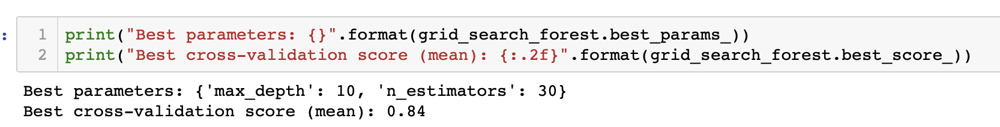 :
1 print("Best parameters: {}".format(grid_search_forest.best_params_))
2 print("Best cross-validation score (mean): {:.2f}".format(grid_search_forest.best_score_))
Best parameters: {'max_depth': 10, 'n_estimators': 30}
Best cross-validation score (mean): 0.84